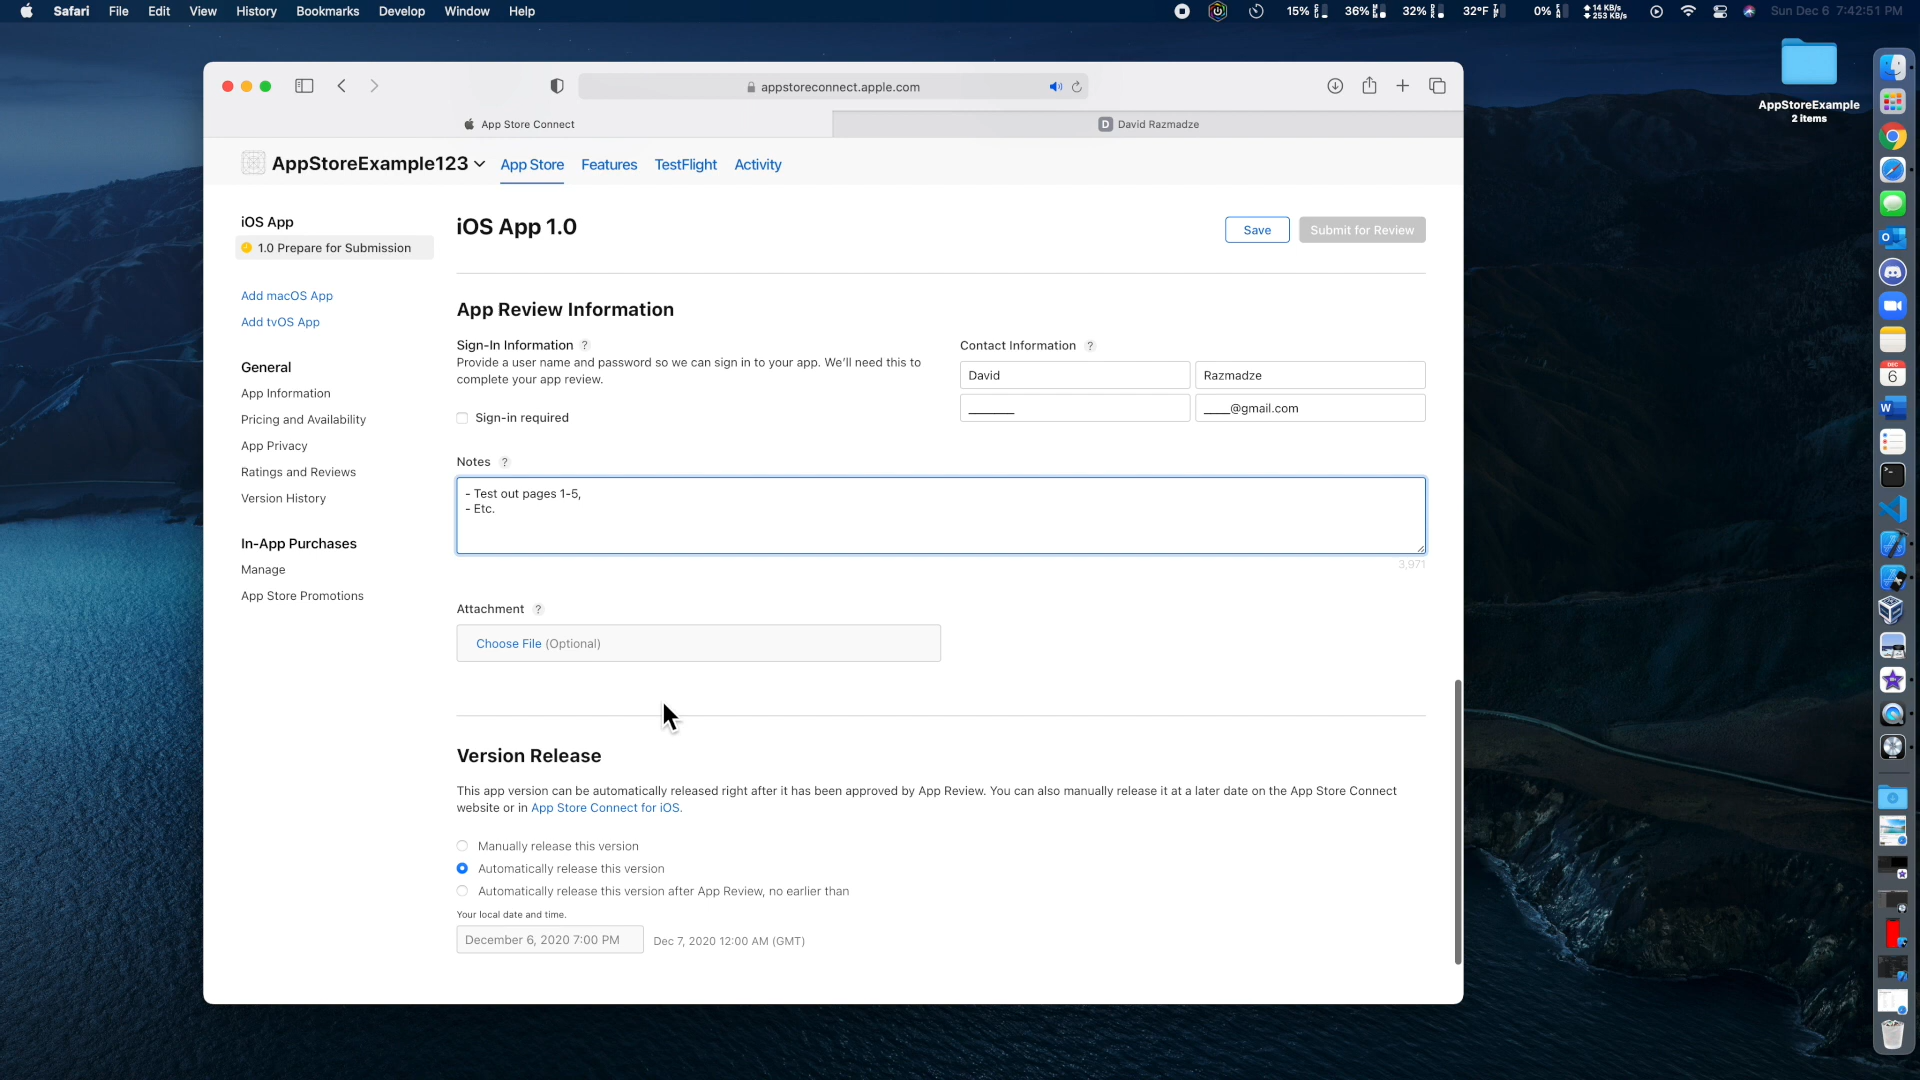 Safari File Edit View History Bookmarks Develop Window Help 15% 36% 32% 32°F 0% 14 KB/s Sun Dec 6 7:42:51 PM
253 KB/s
appstoreconnect.apple.com
AppStoreExample
2 items
App Store Connect D David Razmadze
AppStoreExample123 App Store Features TestFlight Activity
iOS App
iOS App 1.0
Save Submit for Review
1.0 Prepare for Submission
Add macOS App
Add tvOS App
General
App Information
Pricing and Availability
App Privacy
Ratings and Reviews
Version History
In-App Purchases
Manage
App Store Promotions
App Review Information
Sign-In Information ?
Provide a user name and password so we can sign in to your app. We'll need this to
complete your app review.
Sign-in required
Contact Information ?
David Razmadze
________ _____@gmail.com
Notes ?
- Test out pages 1-5,
- Etc.
3,971
Attachment ?
Choose File (Optional)
Version Release
This app version can be automatically released right after it has been approved by App Review. You can also manually release it at a later date on the App Store Connect
website or in App Store Connect for iOS.
Manually release this version
Automatically release this version
Automatically release this version after App Review, no earlier than
Your local date and time.
December 6, 2020 7:00 PM Dec 7, 2020 12:00 AM (GMT)